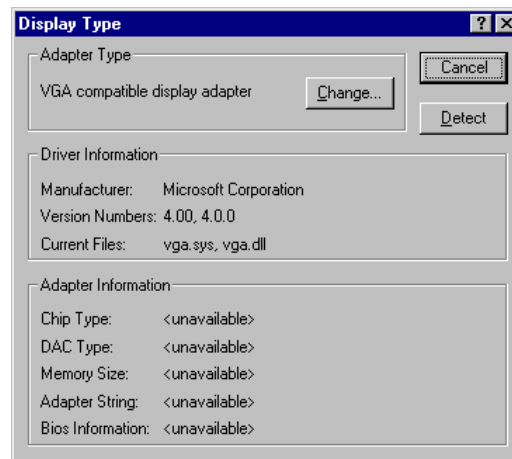 Display Type
Adapter Type
VGA compatible display adapter
Change...
Cancel
Detect
Driver Information
Manufacturer: Microsoft Corporation
Version Numbers: 4.00, 4.0.0
Current Files: vga.sys, vga.dll
Adapter Information
Chip Type: <unavailable>
DAC Type: <unavailable>
Memory Size: <unavailable>
Adapter String: <unavailable>
Bios Information: <unavailable>